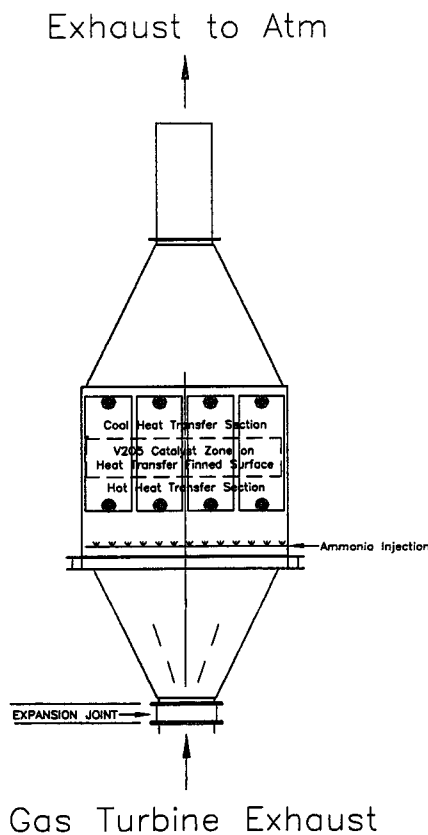 Exhaust to Atm
Cool Heat Transfer Section
V205 Catalyst Zone on
Heat Transfer Finned Surface
Hot Heat Transfer Section
Ammonia Injection
EXPANSION JOINT
Gas Turbine Exhaust